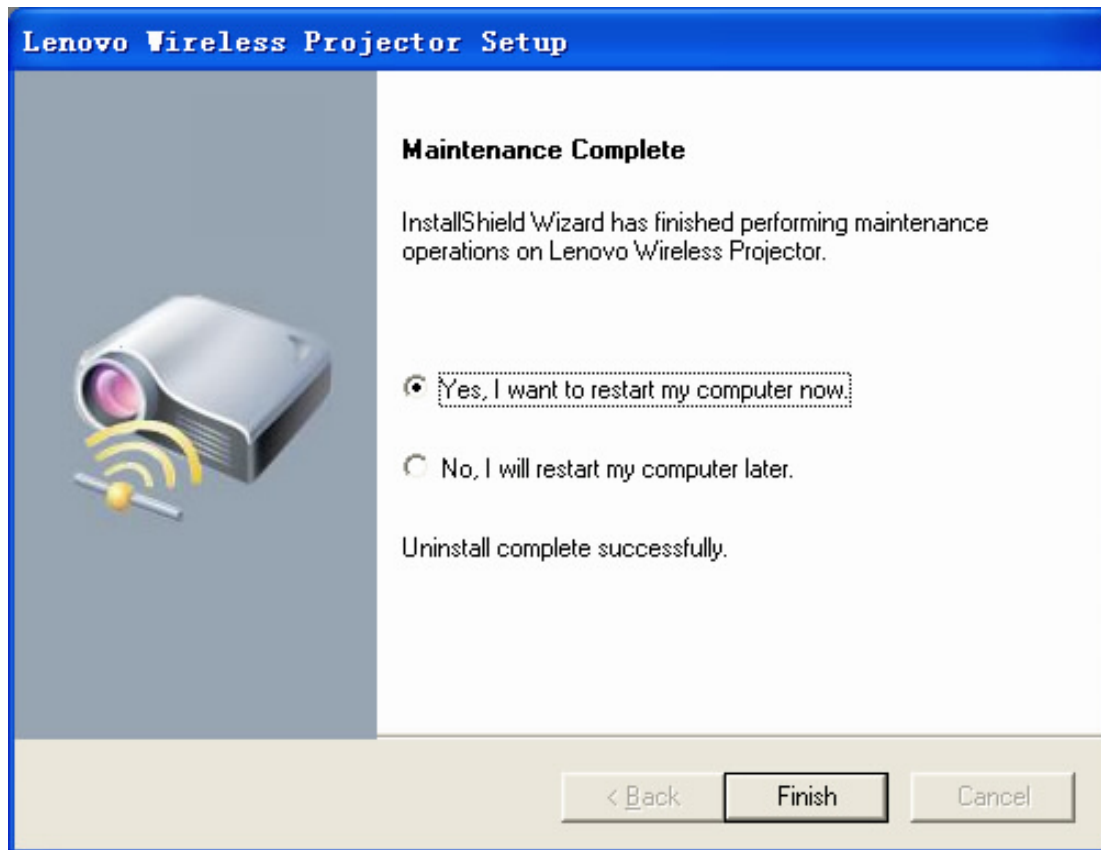 Lenovo Wireless Projector Setup
Maintenance Complete
InstallShield Wizard has finished performing maintenance
operations on Lenovo Wireless Projector.
Yes, I want to restart my computer now.
No, I will restart my computer later.
Uninstall complete successfully.
< Back Finish Cancel